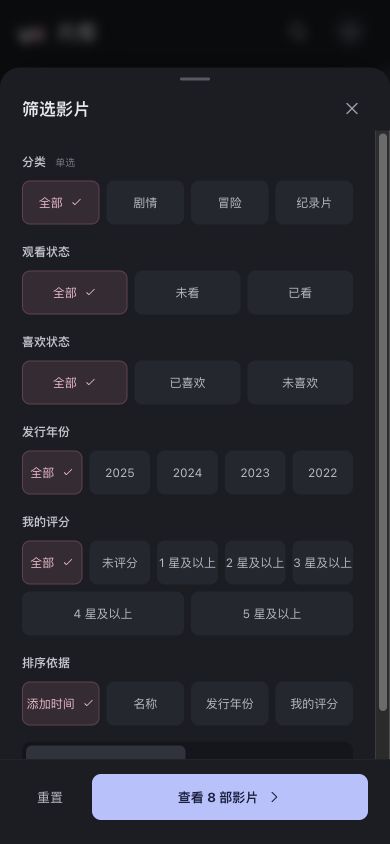 筛选影片
分类 单选
全部 剧情 冒险 纪录片
观看状态
全部 未看 已看
喜欢状态
全部 已喜欢 未喜欢
发行年份
全部 2025 2024 2023 2022
我的评分
全部 未评分 1 星及以上 2 星及以上 3 星及以上
4 星及以上 5 星及以上
排序依据
添加时间 名称 发行年份 我的评分
重置 查看 8 部影片